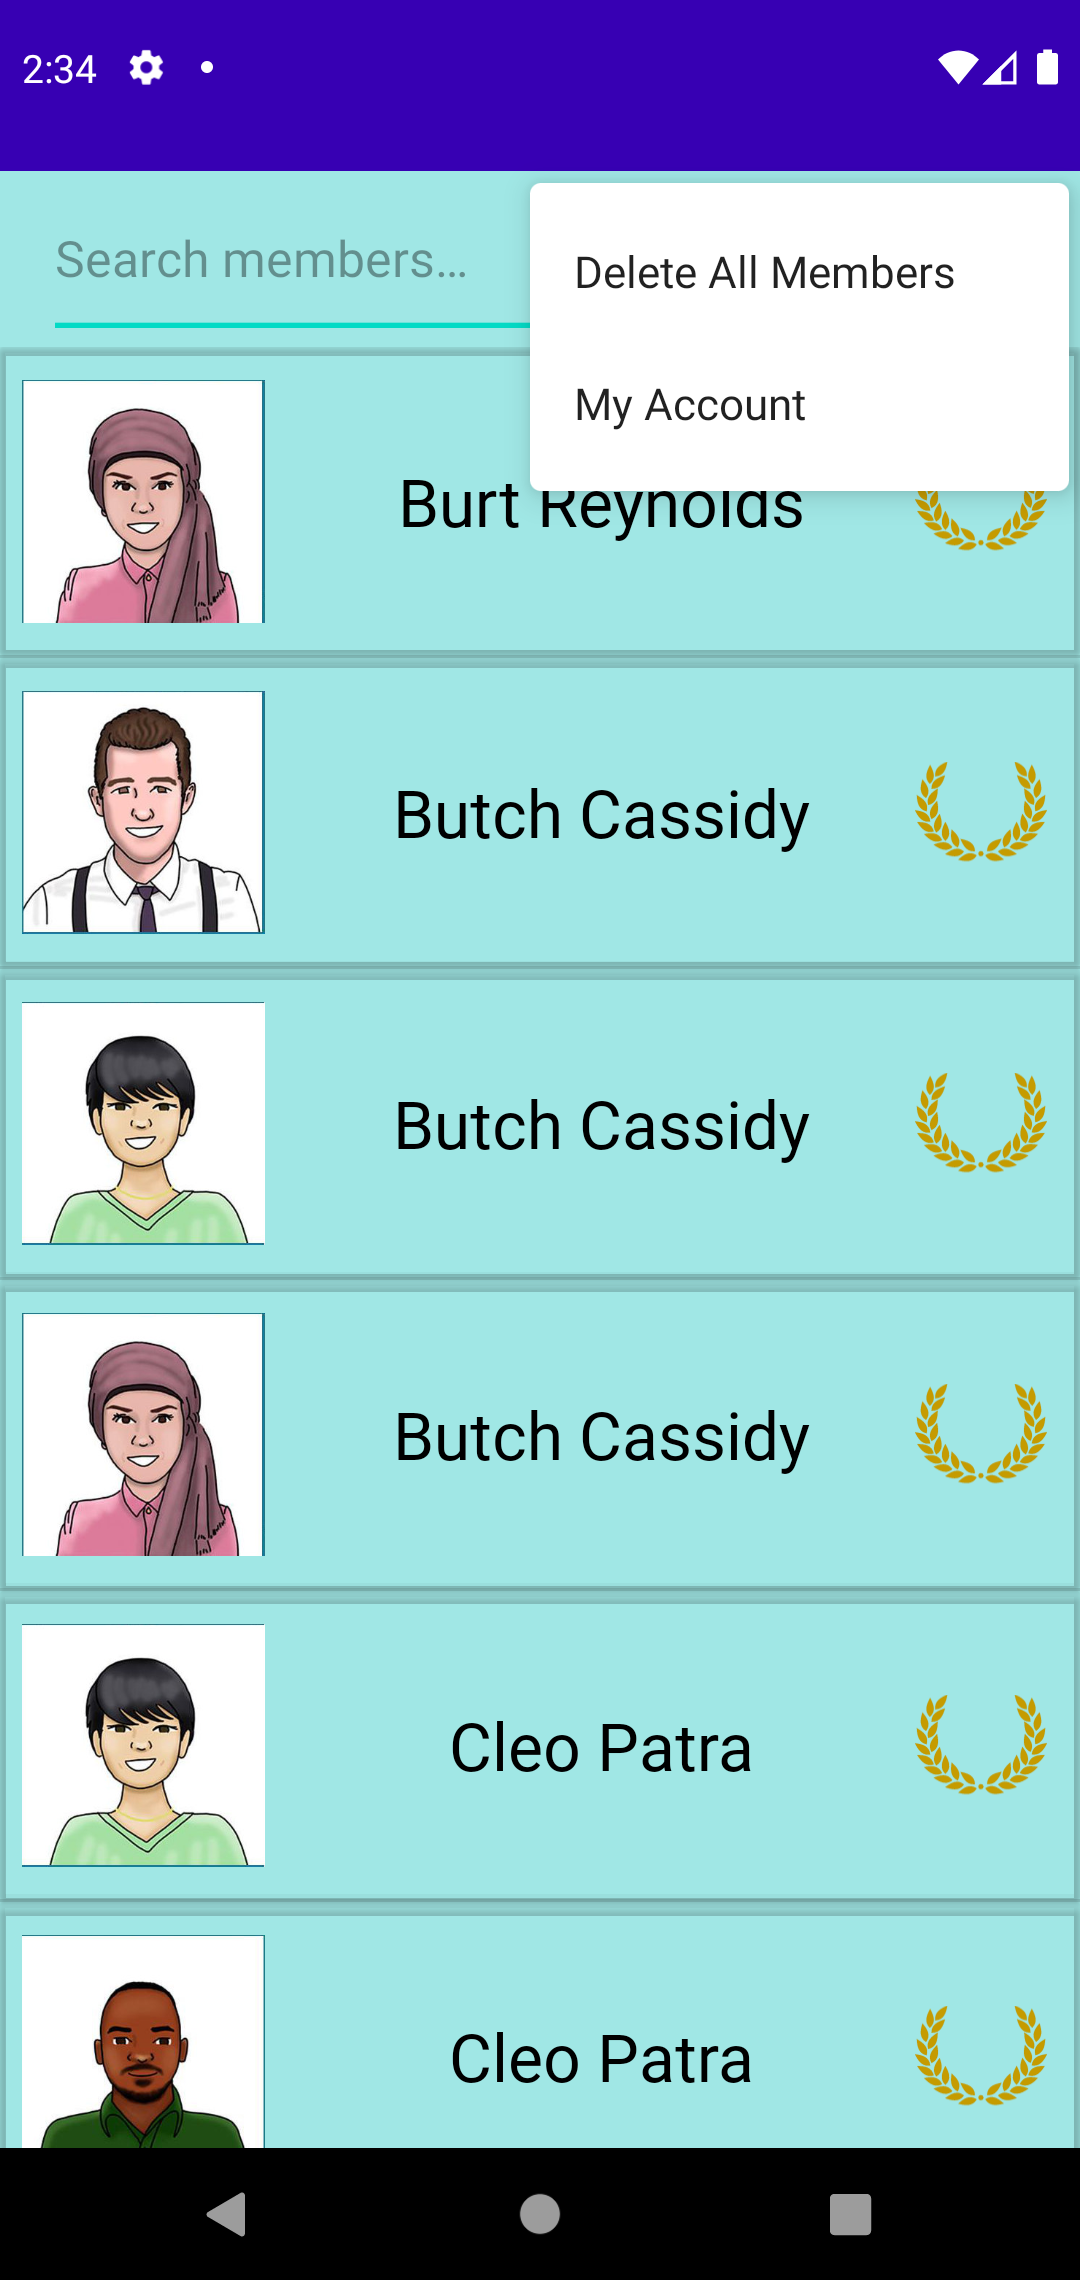 2:34
Search members...
Delete All Members
My Account
Burt Reynolds
Butch Cassidy
Butch Cassidy
Butch Cassidy
Cleo Patra
Cleo Patra